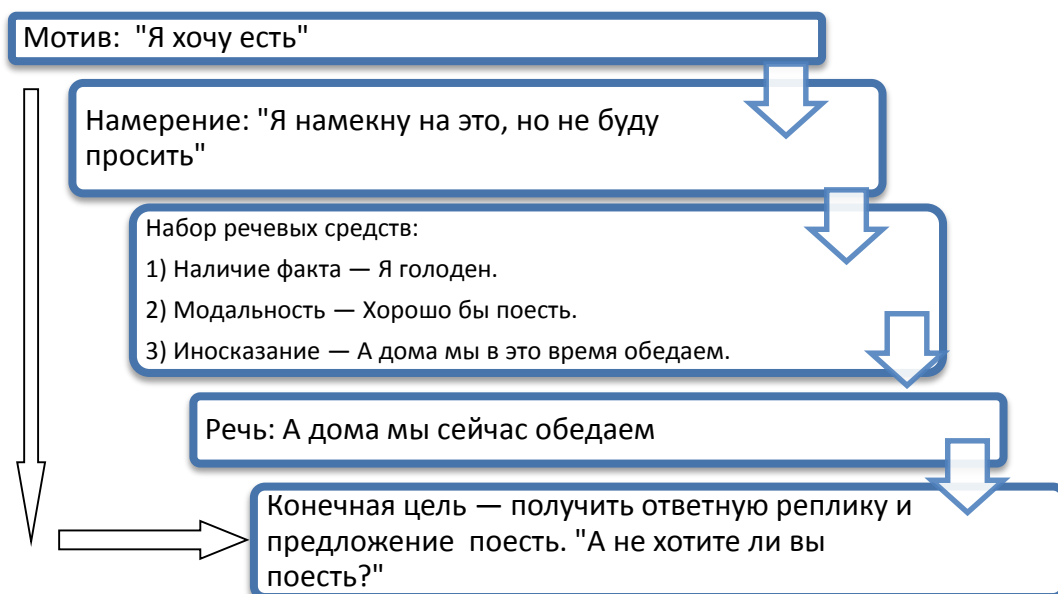 Мотив:  "Я хочу есть"
Намерение: "Я намекну на это, но не буду
просить"
Набор речевых средств:
1) Наличие факта — Я голоден.
2) Модальность — Хорошо бы поесть.
3) Иносказание — А дома мы в это время обедаем.
Речь: А дома мы сейчас обедаем
Конечная цель — получить ответную реплику и
предложение  поесть. "А не хотите ли вы
поесть?"